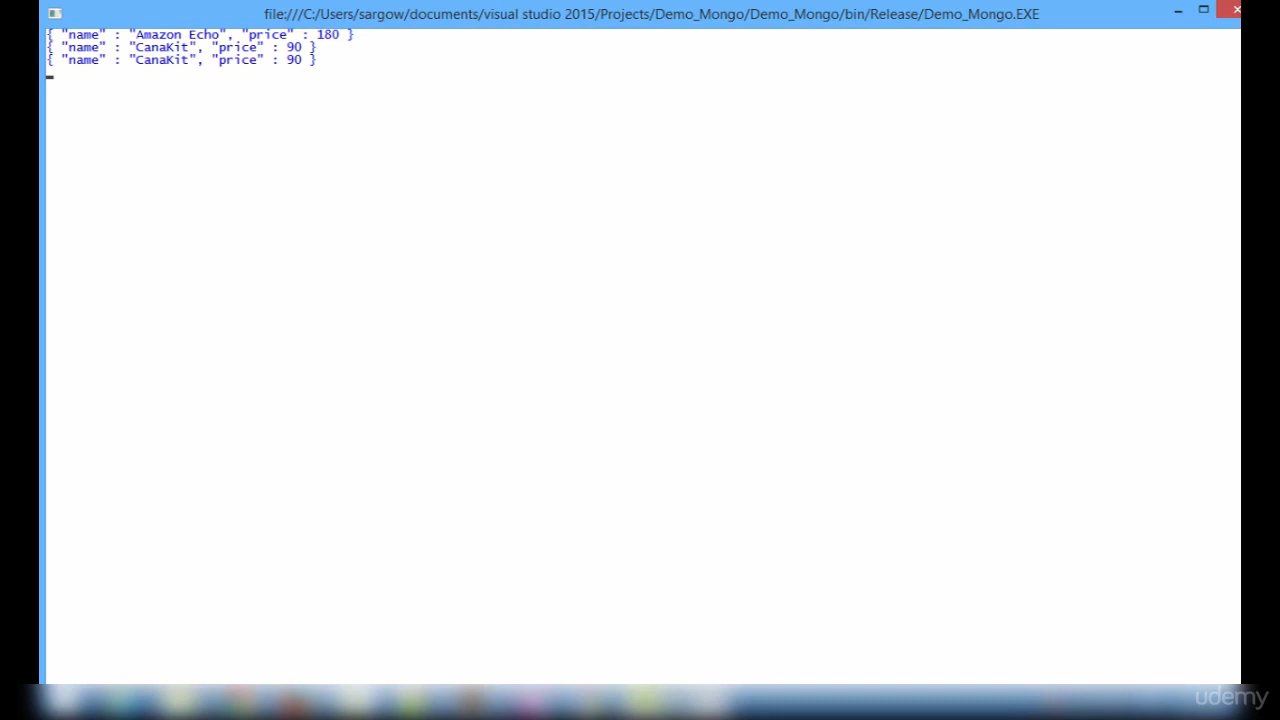 file:///C:/Users/sargow/documents/visual studio 2015/Projects/Demo_Mongo/Demo_Mongo/bin/Release/Demo_Mongo.EXE
{ "name" : "Amazon Echo", "price" : 180 }
{ "name" : "CanaKit", "price" : 90 }
{ "name" : "CanaKit", "price" : 90 }
udemy